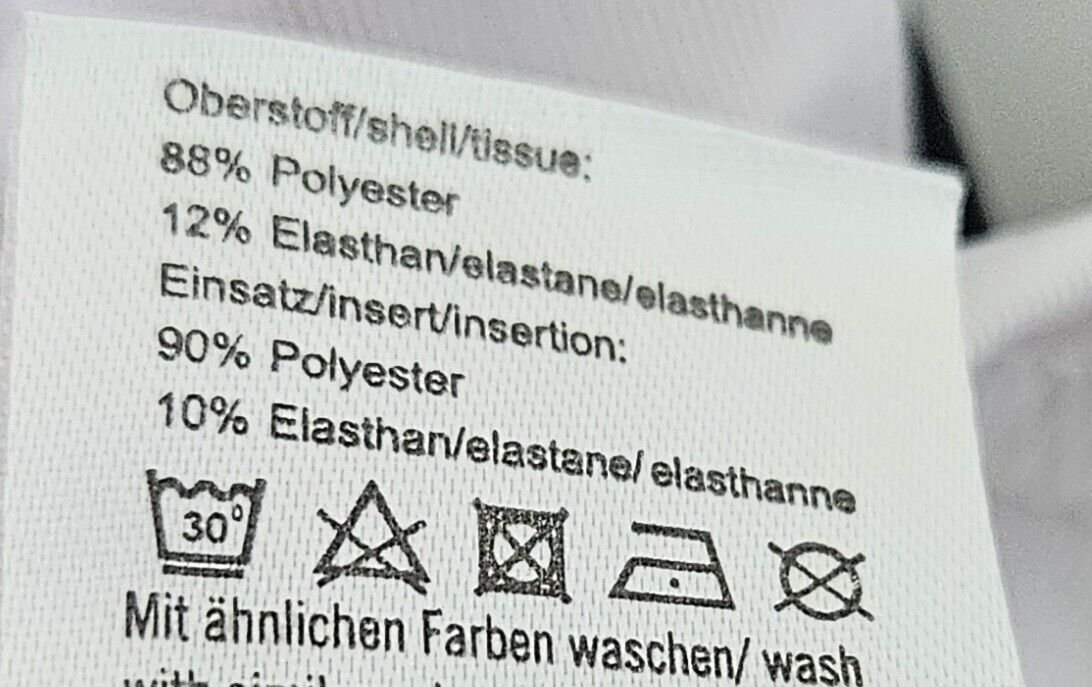 Oberstoff/shell/tissue:
88% Polyester
12% Elasthan/elastane/elasthanne
Einsatz/insert/insertion:
90% Polyester
10% Elasthan/elastane/ elasthanne
30°
Mit ähnlichen Farben waschen/ wash
with